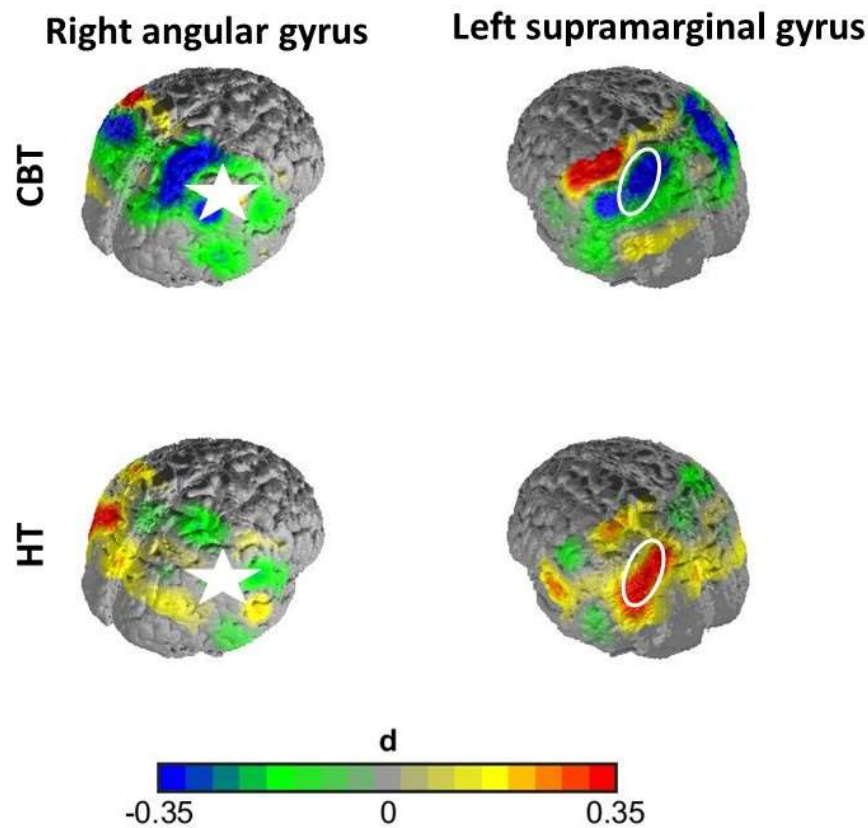 Right angular gyrus
Left supramarginal gyrus
CBT
HT
d
-0.35
0
0.35